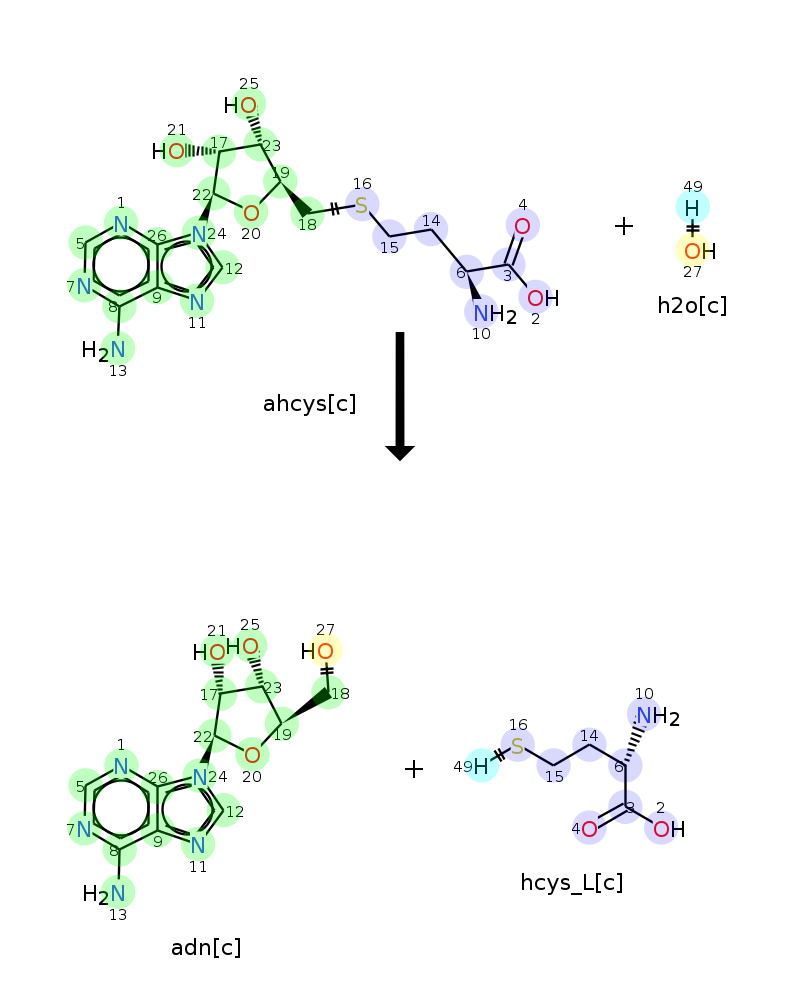 25
HO
21
HO
17
23
19
16
S
49
H
1
22
14
4
O
+
N
O
18
5
26
N
24
20
15
OH
7
N
12
6
3
27
8
9
N
11
NH2
10
OH
2
h2o[c]
H2N
13
ahcys[c]
21
25
27
HO
HO
HO
10
NH2
17
23
18
16
S
14
1
22
19
49
H
6
N
26
N
24
O
20
+
15
5
12
3
2
7
N
9
N
4
O
OH
8
11
hcys_L[c]
H2N
13
adn[c]